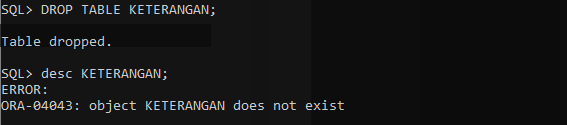 SQL> DROP TABLE KETERANGAN;
Table dropped.
SQL> desc KETERANGAN;
ERROR:
ORA-04043: object KETERANGAN does not exist